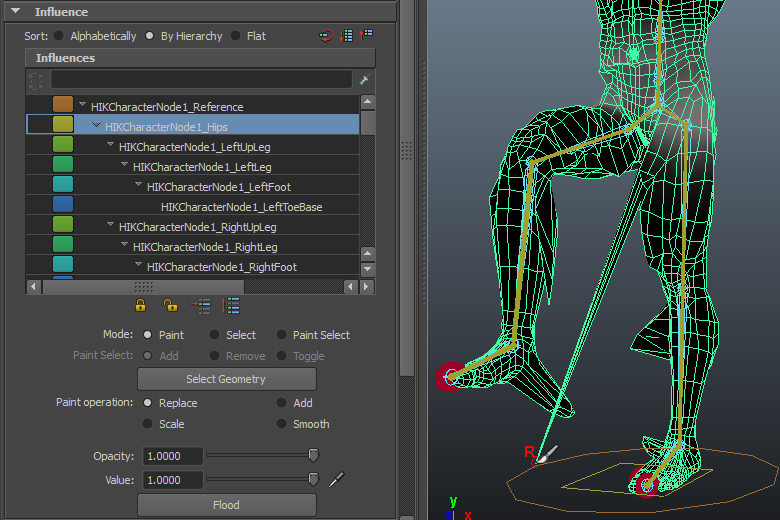 Influence
Sort: Alphabetically By Hierarchy Flat
Influences
HIKCharacterNode1_Reference
HIKCharacterNode1_Hips
HIKCharacterNode1_LeftUpLeg
HIKCharacterNode1_LeftLeg
HIKCharacterNode1_LeftFoot
HIKCharacterNode1_LeftToeBase
HIKCharacterNode1_RightUpLeg
HIKCharacterNode1_RightLeg
HIKCharacterNode1_RightFoot
Mode: Paint Select Paint Select
Paint Select: Add Remove Toggle
Select Geometry
Paint operation: Replace Add
Scale Smooth
Opacity: 1.0000
Value: 1.0000
Flood
R
y
z x